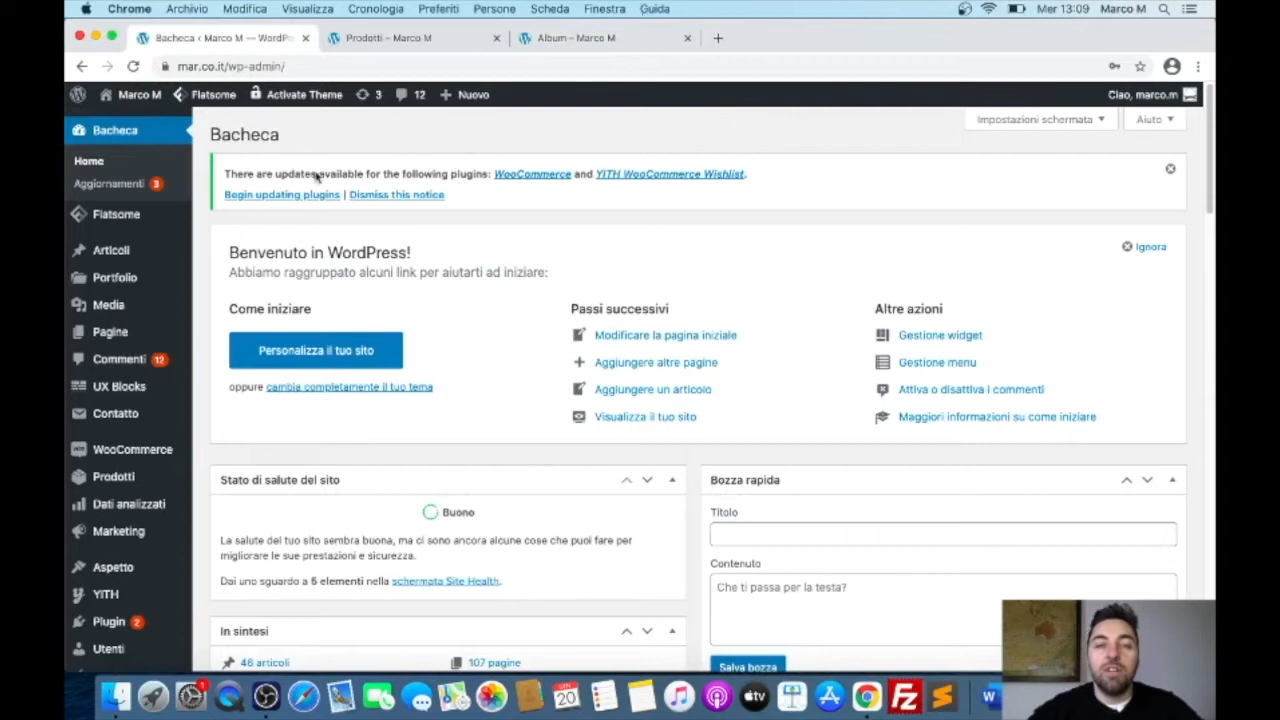 Chrome Archivio Modifica Visualizza Cronologia Preferiti Persone Scheda Finestra Guida Mer 13:09 Marco M
Bacheca ‹ Marco M — WordPr
Prodotti – Marco M
Album – Marco M
mar.co.it/wp-admin/
Marco M Flatsome Activate Theme 3 12 Nuovo Ciao, marco.m
Bacheca
Home
Aggiornamenti 3
Flatsome
Articoli
Portfolio
Media
Pagine
Commenti 12
UX Blocks
Contatto
WooCommerce
Prodotti
Dati analizzati
Marketing
Aspetto
YITH
Plugin 2
Utenti
Bacheca
Impostazioni schermata
Aiuto
There are updates available for the following plugins: WooCommerce and YITH WooCommerce Wishlist.
Begin updating plugins | Dismiss this notice
Benvenuto in WordPress!
Ignora
Abbiamo raggruppato alcuni link per aiutarti ad iniziare:
Come iniziare
Personalizza il tuo sito
oppure cambia completamente il tuo tema
Passi successivi
Modificare la pagina iniziale
Aggiungere altre pagine
Aggiungere un articolo
Visualizza il tuo sito
Altre azioni
Gestione widget
Gestione menu
Attiva o disattiva i commenti
Maggiori informazioni su come iniziare
Stato di salute del sito
Buono
La salute del tuo sito sembra buona, ma ci sono ancora alcune cose che puoi fare per
migliorare le sue prestazioni e sicurezza.
Dai uno sguardo a 5 elementi nella schermata Site Health.
In sintesi
46 articoli
107 pagine
Bozza rapida
Titolo
Contenuto
Che ti passa per la testa?
Salva bozza
1
GEN
20
tv
W